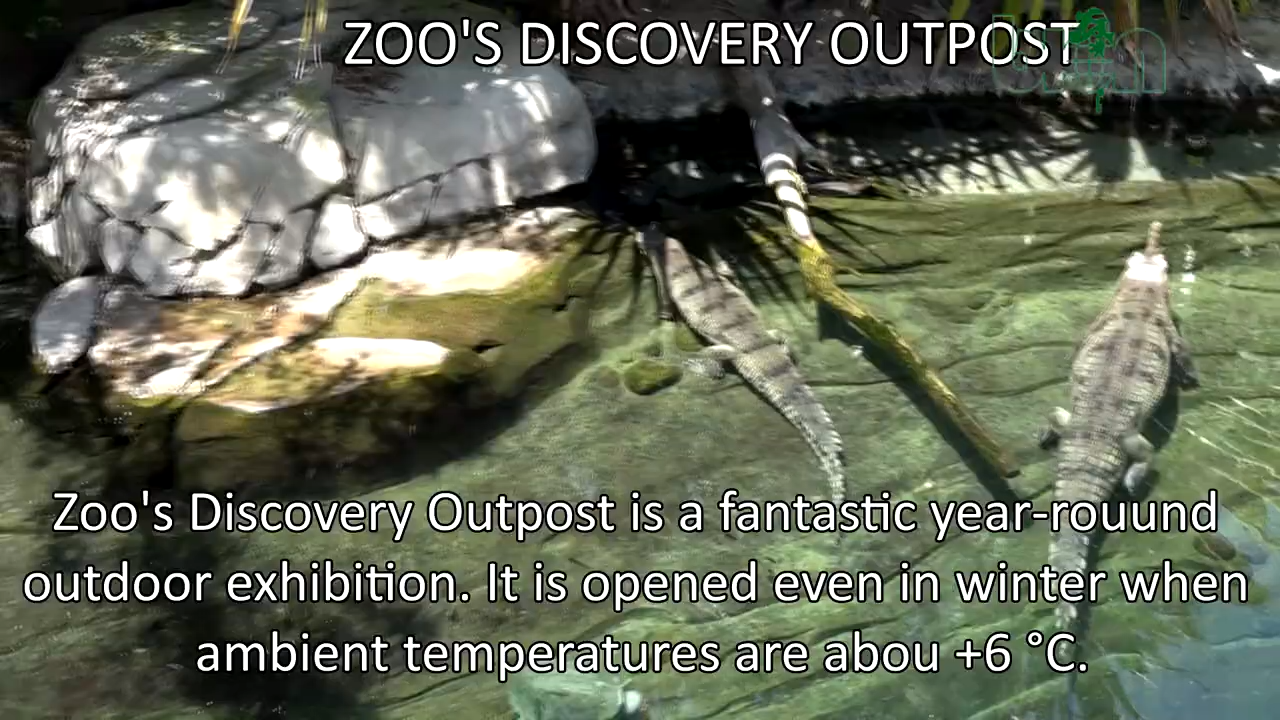 ZOO'S DISCOVERY OUTPOST
Zoo's Discovery Outpost is a fantastic year-rouund
outdoor exhibition. It is opened even in winter when
ambient temperatures are abou +6 °C.